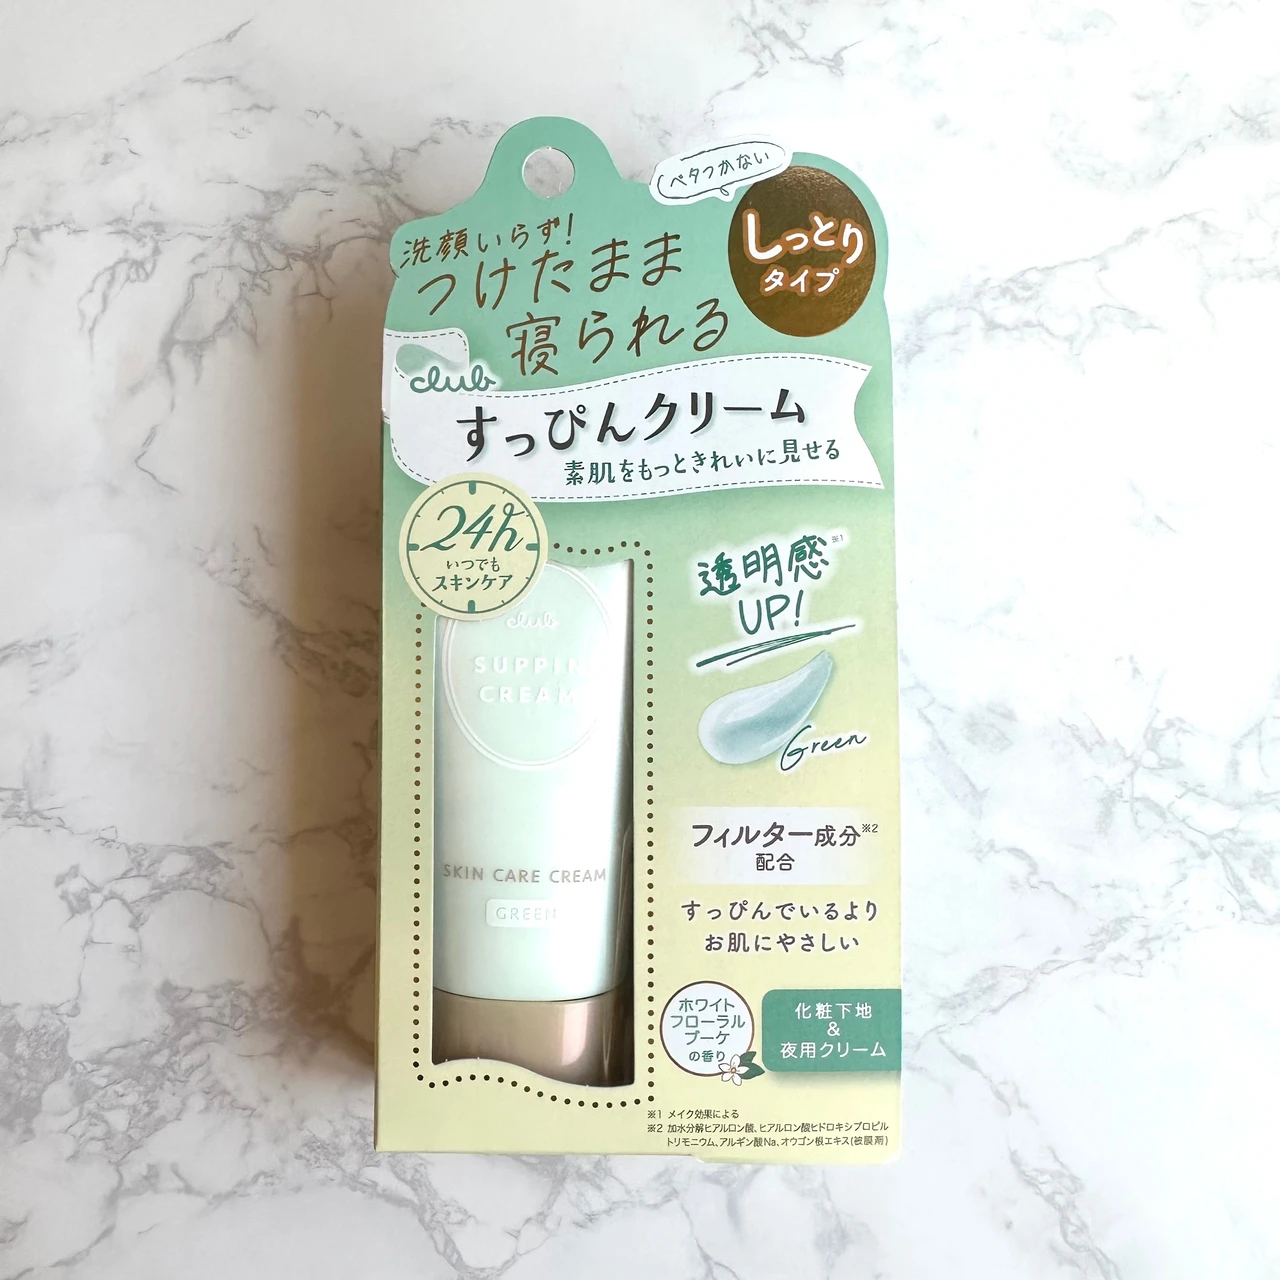 ベタつかない
しっとり
タイプ
洗顔いらず!
つけたまま
寝られる
club
すっぴんクリーム
素肌をもっときれいに見せる
24h
いつでも
スキンケア
club
SUPPIN
CREAM
SKIN CARE CREAM
GREEN
透明感※1
UP!
Green
フィルター成分※2
配合
すっぴんでいるより
お肌にやさしい
ホワイト
フローラル
ブーケ
の香り
化粧下地
&
夜用クリーム
※1 メイク効果による
※2 加水分解ヒアルロン酸、ヒアルロン酸ヒドロキシプロピル
トリモニウム、アルギン酸Na、オウゴン根エキス(被膜剤)